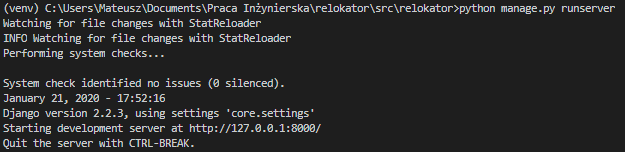 (venv) C:\Users\Mateusz\Documents\Praca Inżynierska\relokator\src\relokator>python manage.py runserver
Watching for file changes with StatReloader
INFO Watching for file changes with StatReloader
Performing system checks...
System check identified no issues (0 silenced).
January 21, 2020 - 17:52:16
Django version 2.2.3, using settings 'core.settings'
Starting development server at http://127.0.0.1:8000/
Quit the server with CTRL-BREAK.